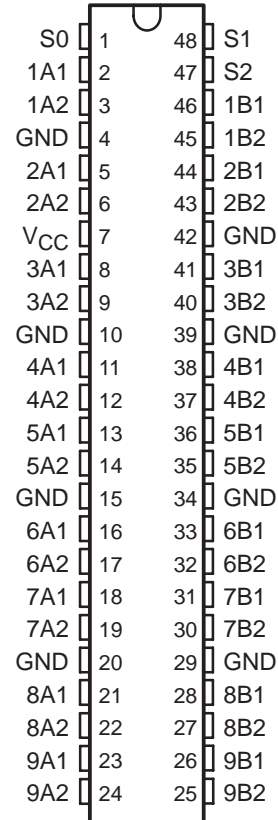 S0 1 48 S1
1A1 2 47 S2
1A2 3 46 1B1
GND 4 45 1B2
2A1 5 44 2B1
2A2 6 43 2B2
VCC 7 42 GND
3A1 8 41 3B1
3A2 9 40 3B2
GND 10 39 GND
4A1 11 38 4B1
4A2 12 37 4B2
5A1 13 36 5B1
5A2 14 35 5B2
GND 15 34 GND
6A1 16 33 6B1
6A2 17 32 6B2
7A1 18 31 7B1
7A2 19 30 7B2
GND 20 29 GND
8A1 21 28 8B1
8A2 22 27 8B2
9A1 23 26 9B1
9A2 24 25 9B2